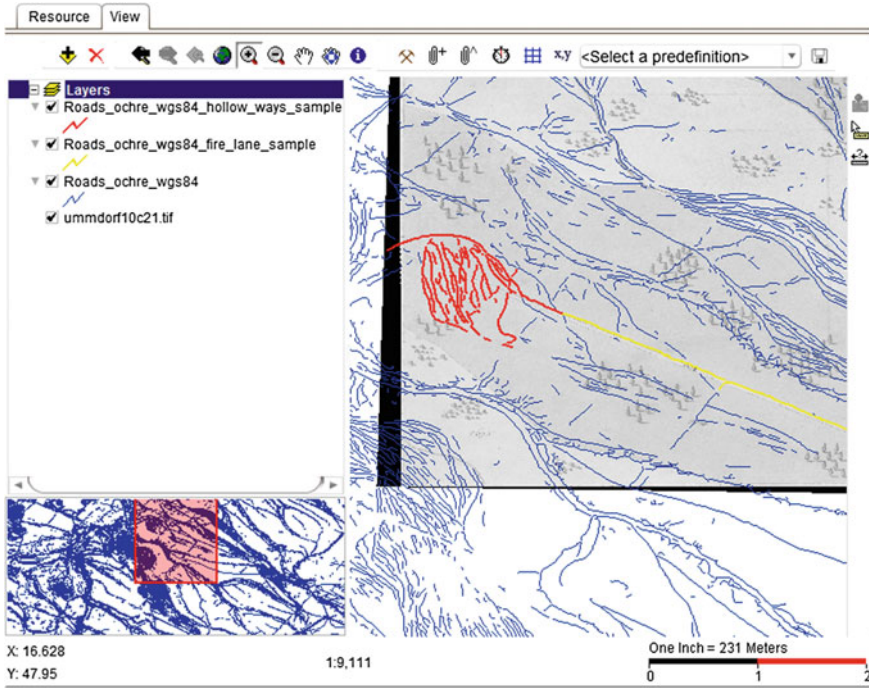 Resource View
x,y <Select a predefinition>
Layers
Roads_ochre_wgs84_hollow_ways_sample
Roads_ochre_wgs84_fire_lane_sample
Roads_ochre_wgs84
ummdorf10c21.tif
X: 16.628
Y: 47.95
1:9,111
One Inch = 231 Meters
0 1 2